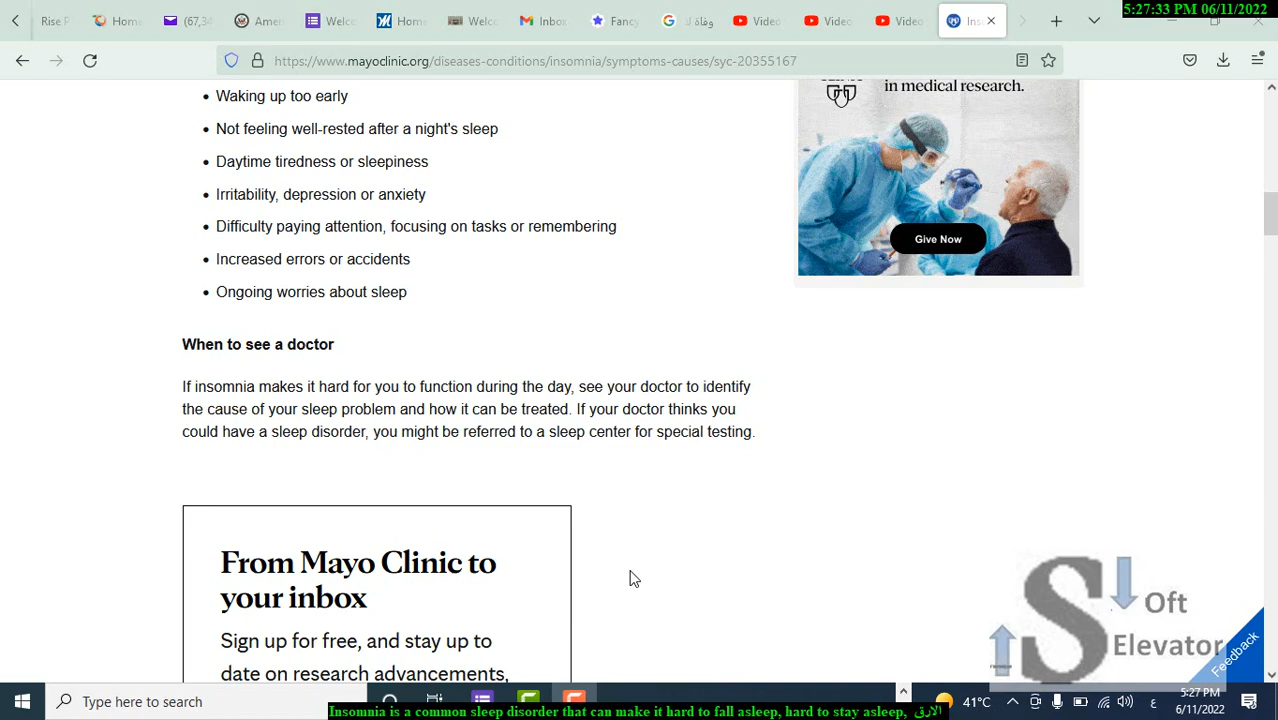 5:27:33 PM 06/11/2022
Rise F
Home
(67,34
Amer
Welco
Home
Welco
Inbo
Fancy
وفاة ل
Video
Video
Video
Ins
https://www.mayoclinic.org/diseases-conditions/insomnia/symptoms-causes/syc-20355167
in medical research.
Waking up too early
Not feeling well-rested after a night's sleep
Daytime tiredness or sleepiness
Irritability, depression or anxiety
Difficulty paying attention, focusing on tasks or remembering
Give Now
Increased errors or accidents
Ongoing worries about sleep
When to see a doctor
If insomnia makes it hard for you to function during the day, see your doctor to identify
the cause of your sleep problem and how it can be treated. If your doctor thinks you
could have a sleep disorder, you might be referred to a sleep center for special testing.
From Mayo Clinic to
your inbox
Sign up for free, and stay up to
date on research advancements,
Soft
Elevator
Feedback
Type here to search
41°C
ع
5:27 PM
6/11/2022
Insomnia is a common sleep disorder that can make it hard to fall asleep, hard to stay asleep, الارق